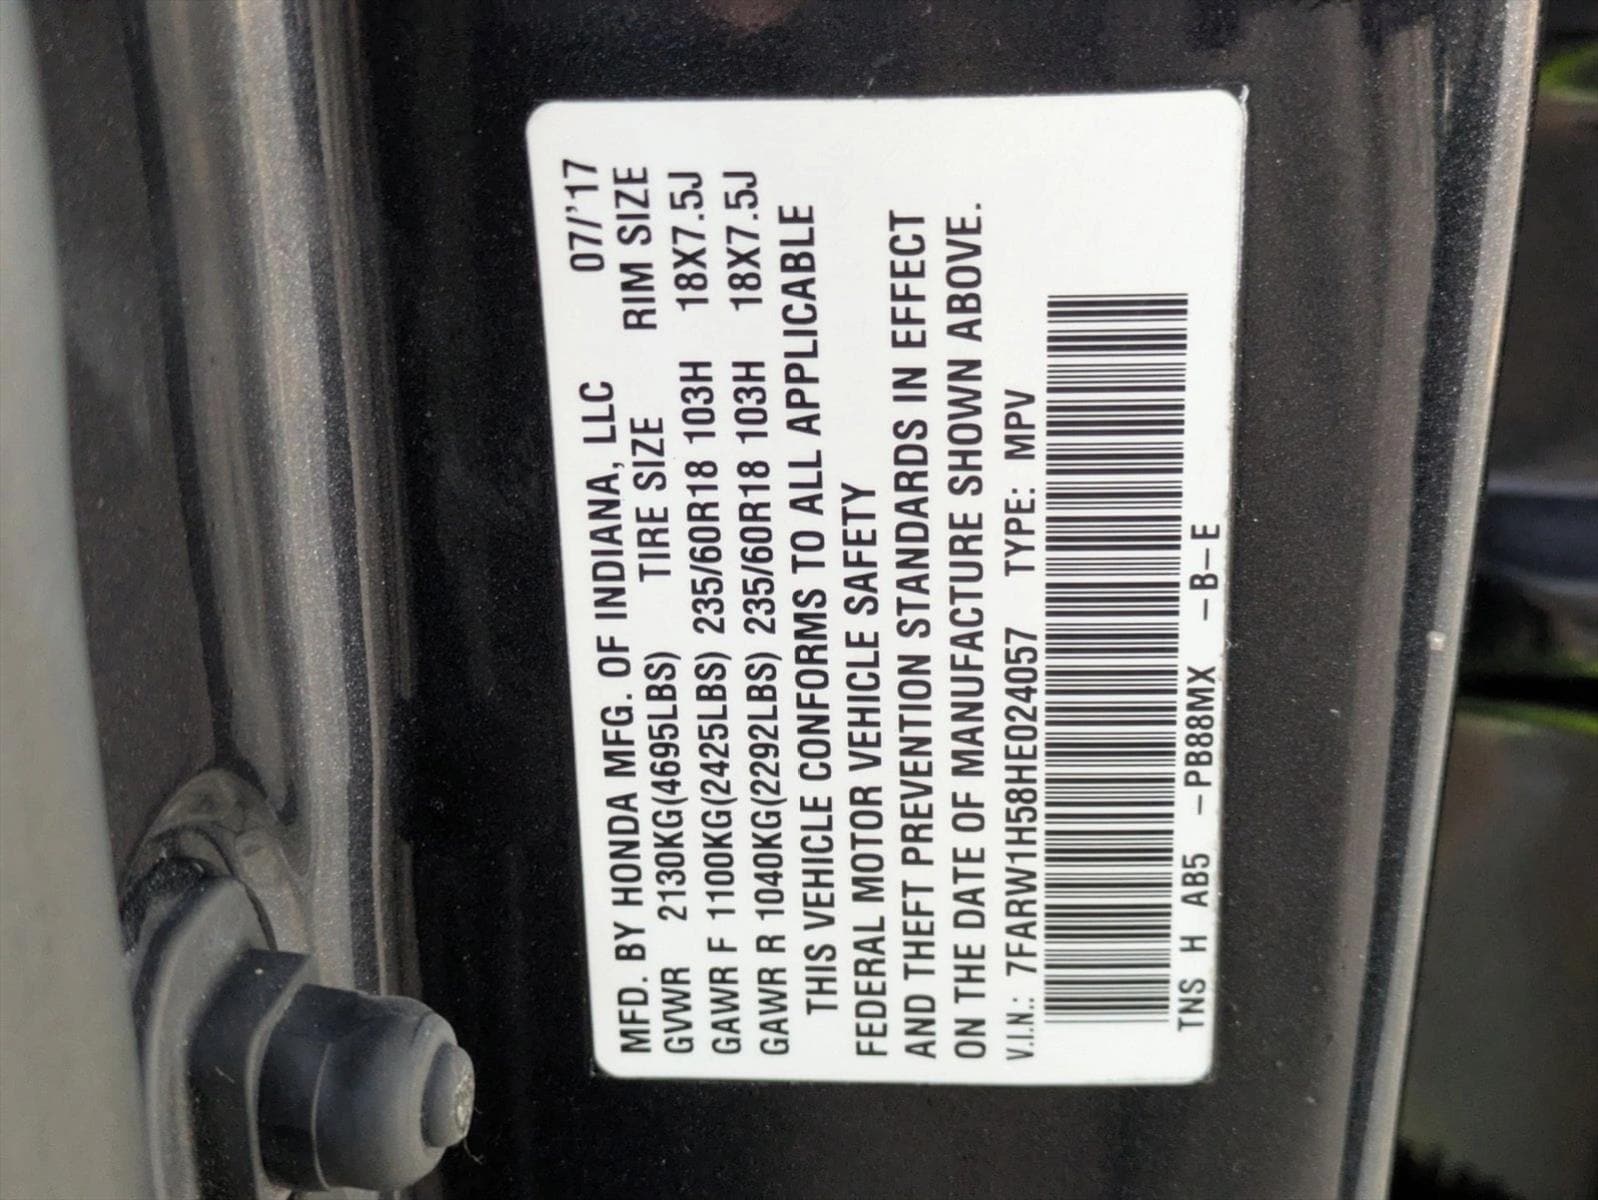 MFD. BY HONDA MFG. OF INDIANA, LLC 07/'17
GVWR 2130KG(4695LBS) TIRE SIZE RIM SIZE
GAWR F 1100KG(2425LBS) 235/60R18 103H 18X7.5J
GAWR R 1040KG(2292LBS) 235/60R18 103H 18X7.5J
THIS VEHICLE CONFORMS TO ALL APPLICABLE
FEDERAL MOTOR VEHICLE SAFETY
AND THEFT PREVENTION STANDARDS IN EFFECT
ON THE DATE OF MANUFACTURE SHOWN ABOVE.
V.I.N.: 7FARW1H58HE024057 TYPE: MPV
TNS H AB5 –PB88MX –B–E